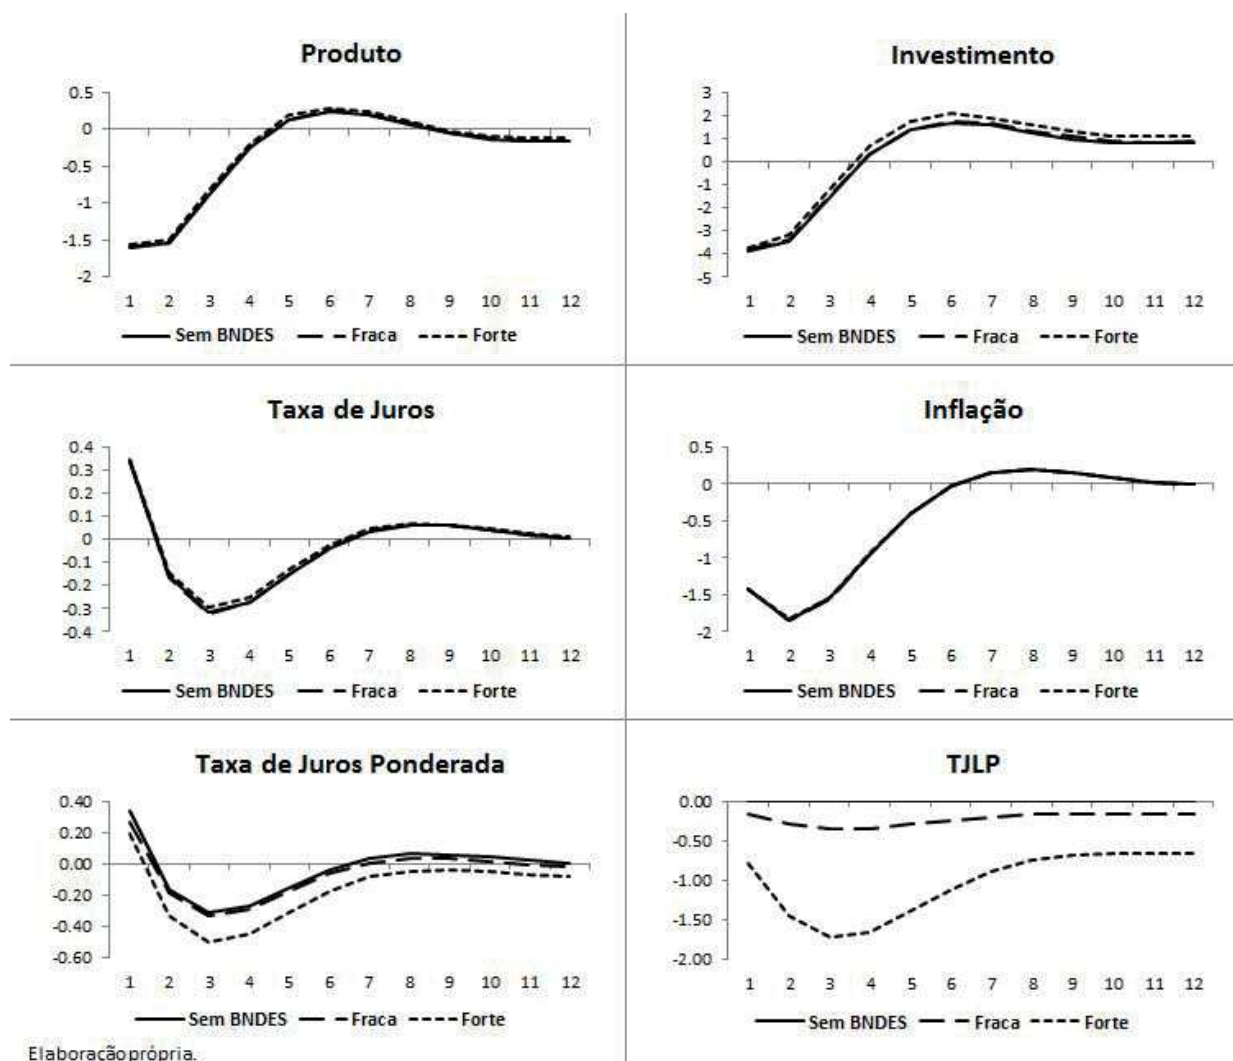 Produto
0.5
0
-0.5
-1
-1.5
-2
1 2 3 4 5 6 7 8 9 10 11 12
Sem BNDES Fraca Forte
Investimento
3
2
1
0
-1
-2
-3
-4
-5
1 2 3 4 5 6 7 8 9 10 11 12
Sem BNDES Fraca Forte
Taxa de Juros
0.4
0.3
0.2
0.1
0
-0.1
-0.2
-0.3
-0.4
1 2 3 4 5 6 7 8 9 10 11 12
Sem BNDES Fraca Forte
Inflação
0.5
0
-0.5
-1
-1.5
-2
1 2 3 4 5 6 7 8 9 10 11 12
Sem BNDES Fraca Forte
Taxa de Juros Ponderada
0.40
0.20
0.00
-0.20
-0.40
-0.60
1 2 3 4 5 6 7 8 9 10 11 12
Sem BNDES Fraca Forte
TJLP
0.00
-0.50
-1.00
-1.50
-2.00
1 2 3 4 5 6 7 8 9 10 11 12
Sem BNDES Fraca Forte
Elaboração própria.